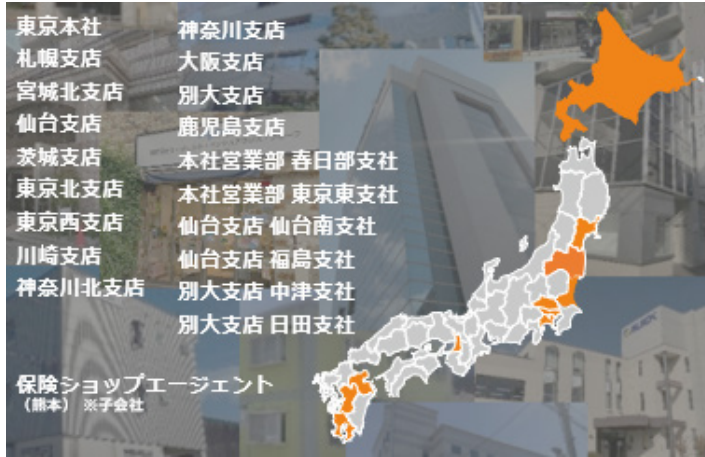 東京本社
札幌支店
宮城北支店
仙台支店
茨城支店
東京北支店
東京西支店
川崎支店
神奈川北支店
神奈川支店
大阪支店
別大支店
鹿児島支店
本社営業部 春日部支社
本社営業部 東京東支社
仙台支店 仙台南支社
仙台支店 福島支社
別大支店 中津支社
別大支店 日田支社
保険ショップエージェント
（熊本） ※子会社